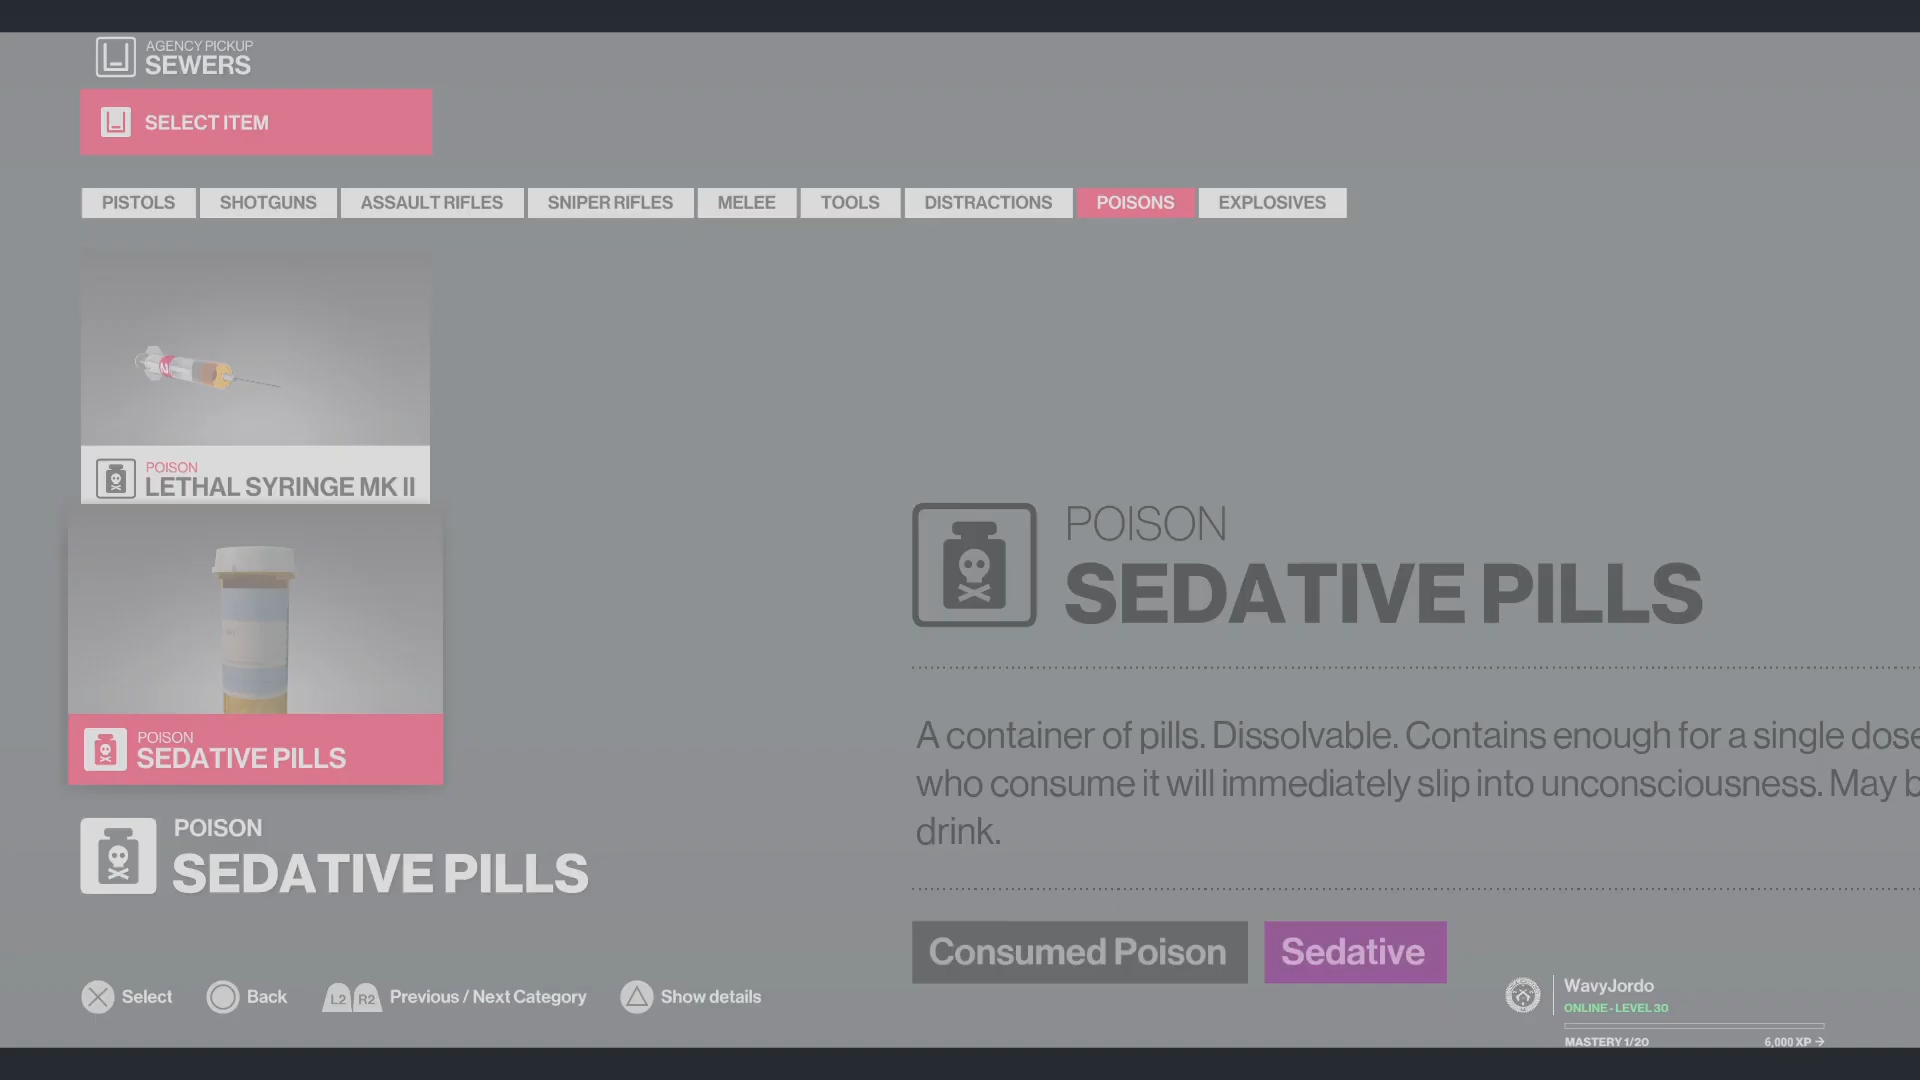 AGENCY PICKUP
SEWERS
SELECT ITEM
PISTOLS SHOTGUNS ASSAULT RIFLES SNIPER RIFLES MELEE TOOLS DISTRACTIONS POISONS EXPLOSIVES
POISON
LETHAL SYRINGE MK II
POISON
SEDATIVE PILLS
POISON
SEDATIVE PILLS
POISON
SEDATIVE PILLS
A container of pills. Dissolvable. Contains enough for a single dose
who consume it will immediately slip into unconsciousness. May b
drink.
Consumed Poison Sedative
Select Back L2 R2 Previous / Next Category Show details
WavyJordo
ONLINE - LEVEL 30
MASTERY 1/20 6,000 XP →